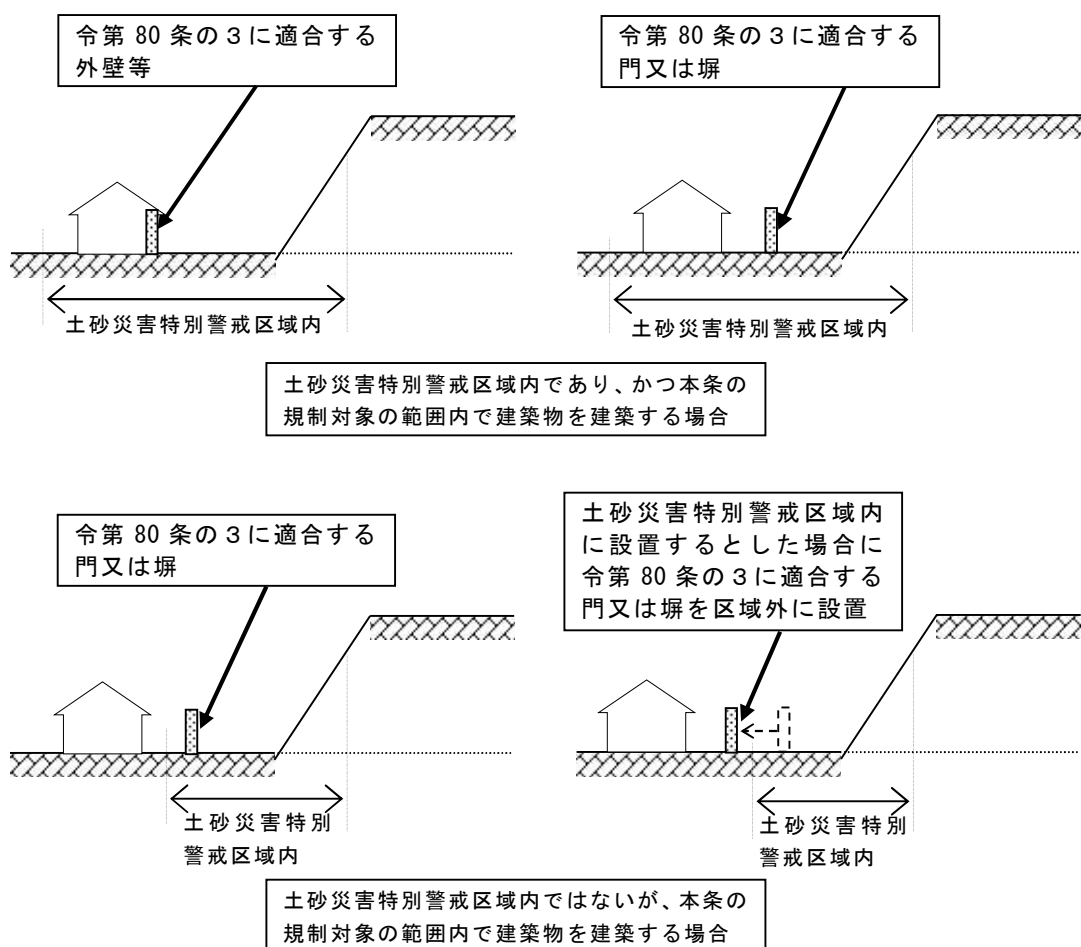 令第 80 条の３に適合する
外壁等
令第 80 条の３に適合する
門又は塀
土砂災害特別警戒区域内
土砂災害特別警戒区域内
土砂災害特別警戒区域内であり、かつ本条の
規制対象の範囲内で建築物を建築する場合
令第 80 条の３に適合する
門又は塀
土砂災害特別警戒区域内
に設置するとした場合に
令第 80 条の３に適合する
門又は塀を区域外に設置
土砂災害特別
警戒区域内
土砂災害特別
警戒区域内
土砂災害特別警戒区域内ではないが、本条の
規制対象の範囲内で建築物を建築する場合